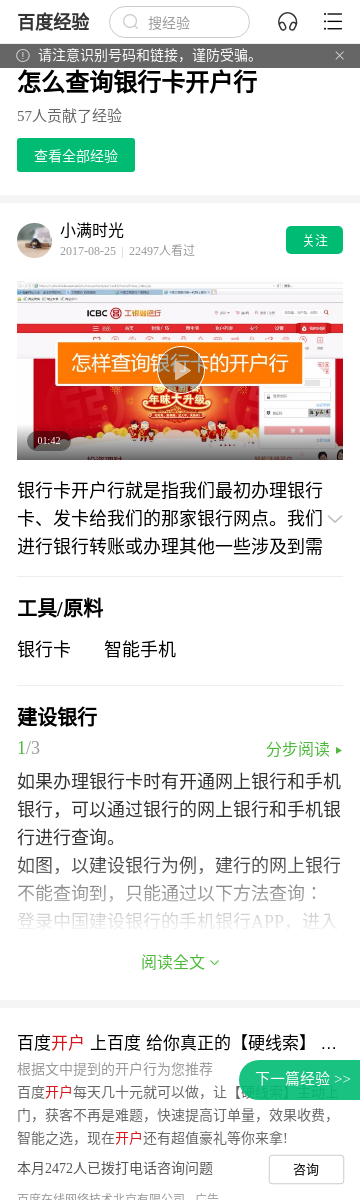 百度经验
搜经验
请注意识别号码和链接，谨防受骗。
怎么查询银行卡开户行
57人贡献了经验
查看全部经验
小满时光
2017-08-25 | 22497人看过
关注
ICBC 工银融e行
怎样查询银行卡的开户行
年味大升级
01:42
银行卡开户行就是指我们最初办理银行
卡、发卡给我们的那家银行网点。我们
进行银行转账或办理其他一些涉及到需
工具/原料
银行卡 智能手机
建设银行
1/3
分步阅读
如果办理银行卡时有开通网上银行和手机
银行，可以通过银行的网上银行和手机银
行进行查询。
如图，以建设银行为例，建行的网上银行
不能查询到，只能通过以下方法查询：
登录中国建设银行的手机银行APP，进入
阅读全文
百度开户 上百度 给你真正的【硬线索】 …
根据文中提到的开户行为您推荐
下一篇经验 >>
百度开户每天几十元就可以做，让【硬线索】主动上
门，获客不再是难题，快速提高订单量，效果收费，
智能之选，现在开户还有超值豪礼等你来拿!
本月2472人已拨打电话咨询问题
咨询
百度在线网络技术北京有限公司 广告